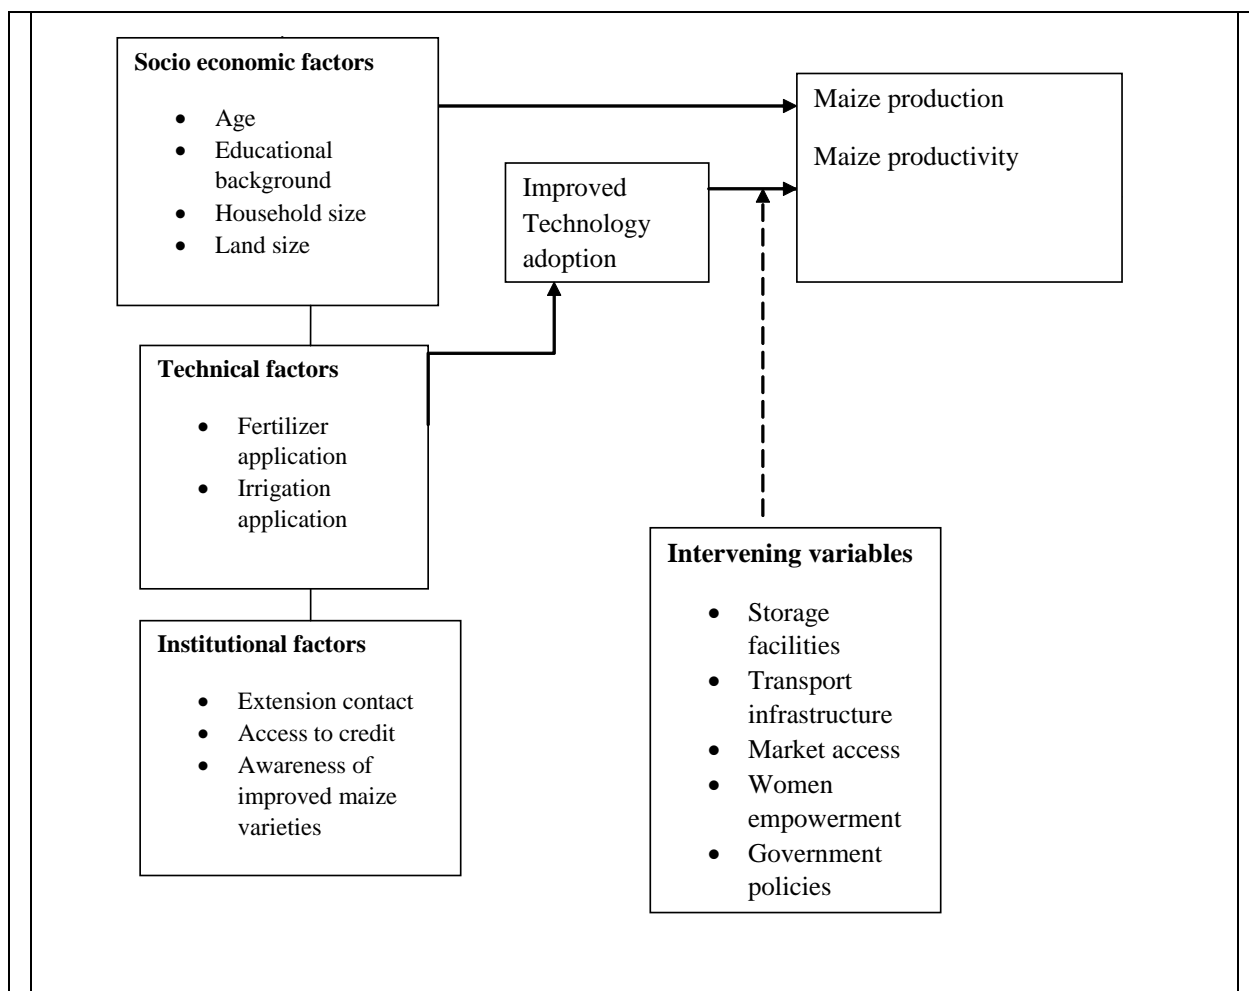 Socio economic factors
• Age
• Educational
background
• Household size
• Land size
Maize production
Maize productivity
Improved
Technology
adoption
Technical factors
• Fertilizer
application
• Irrigation
application
Institutional factors
• Extension contact
• Access to credit
• Awareness of
improved maize
varieties
Intervening variables
• Storage
facilities
• Transport
infrastructure
• Market access
• Women
empowerment
• Government
policies